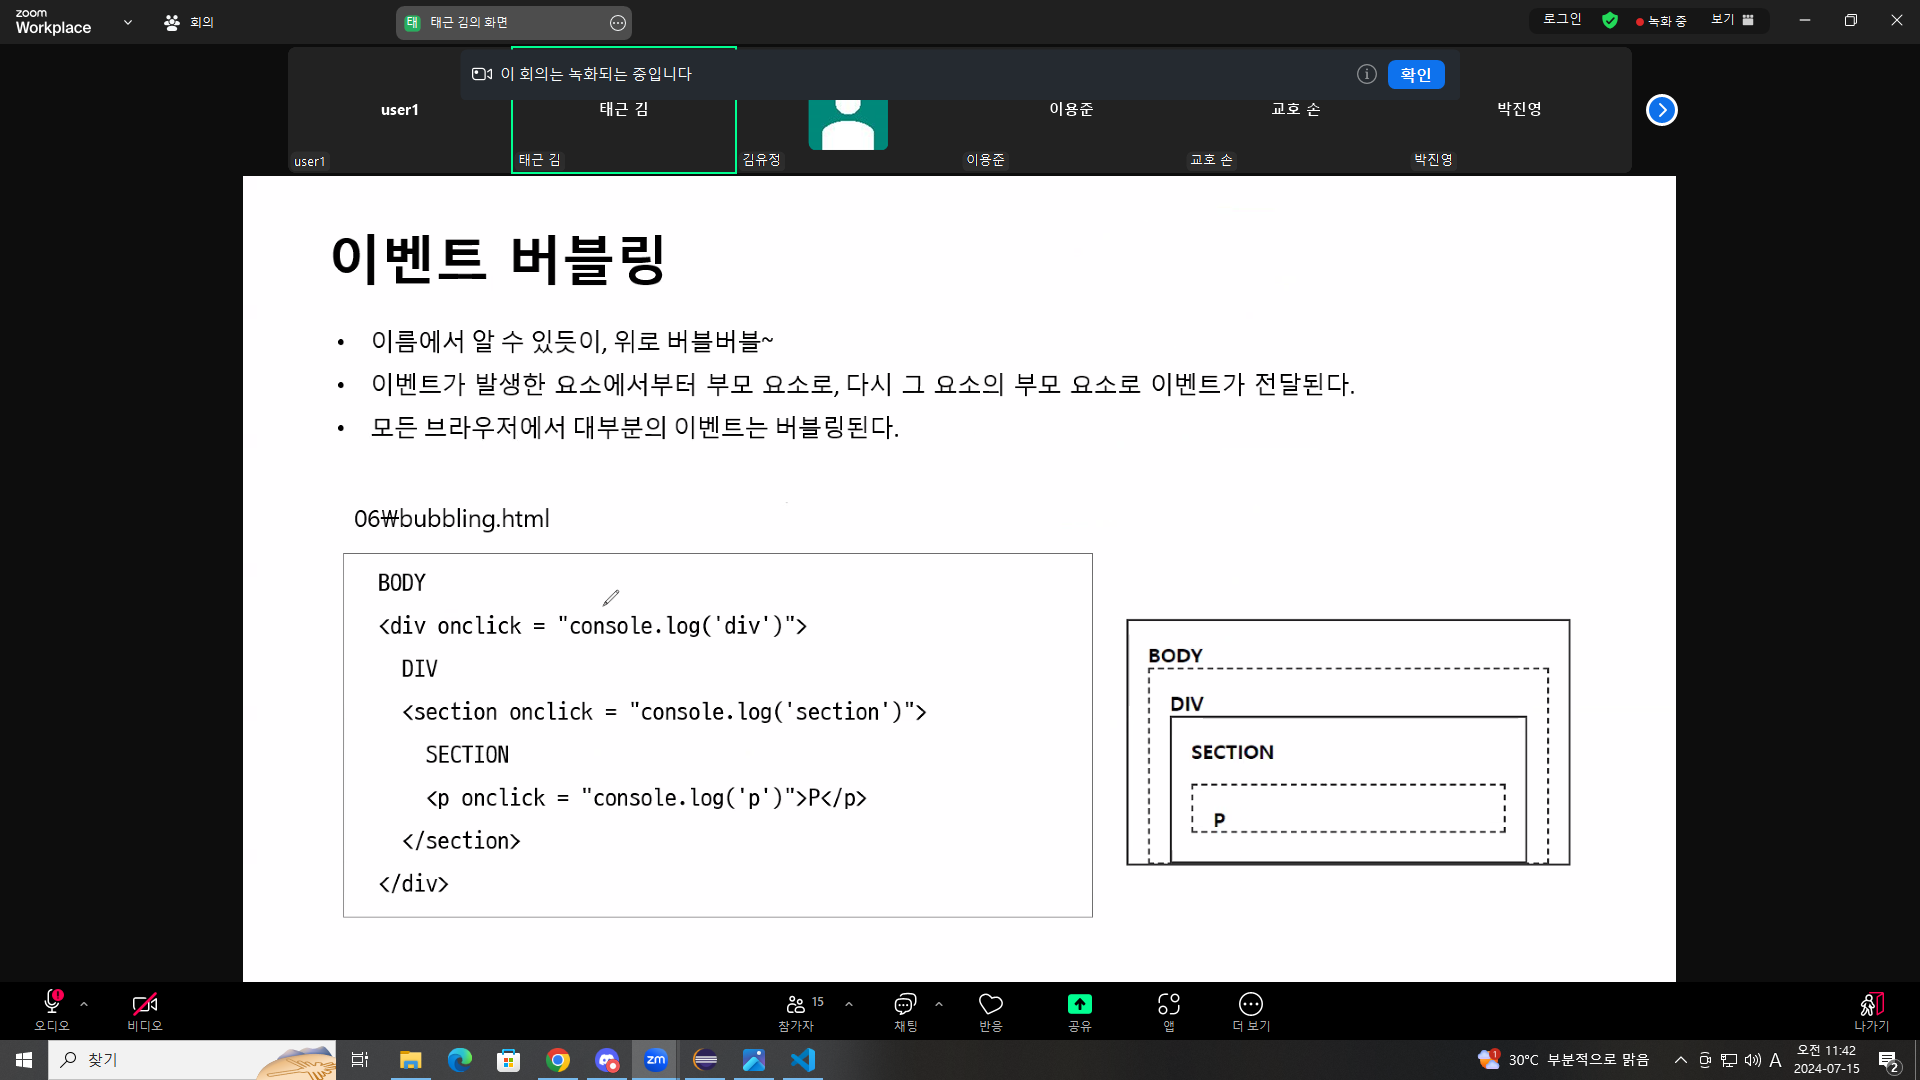 zoom
Workplace
회의
태 태근 김의 화면
로그인
녹화 중
보기
이 회의는 녹화되는 중입니다
확인
user1
태근 김
이용준
교호 손
박진영
user1
태근 김
김유정
이용준
교호 손
박진영
이벤트 버블링
• 이름에서 알 수 있듯이, 위로 버블버블~
• 이벤트가 발생한 요소에서부터 부모 요소로, 다시 그 요소의 부모 요소로 이벤트가 전달된다.
• 모든 브라우저에서 대부분의 이벤트는 버블링된다.
06₩bubbling.html
BODY
<div onclick = "console.log('div')">
DIV
<section onclick = "console.log('section')">
SECTION
<p onclick = "console.log('p')">P</p>
</section>
</div>
BODY
DIV
SECTION
P
오디오
비디오
15
참가자
채팅
반응
공유
앱
더 보기
나가기
찾기
zm
1
30°C 부분적으로 맑음
A
오전 11:42
2024-07-15
2